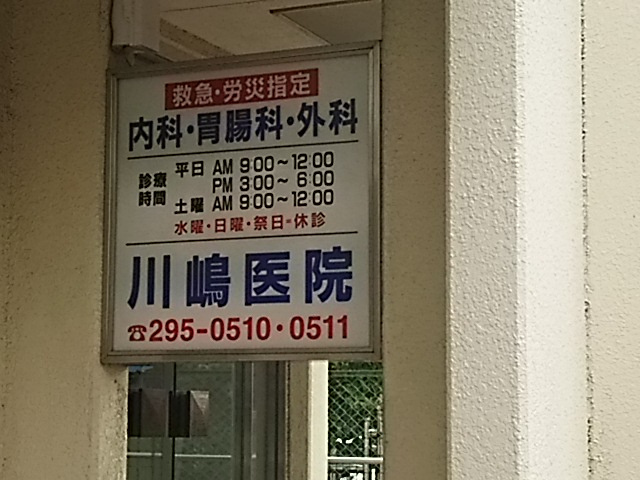 救急・労災指定
内科・胃腸科・外科
診療時間
平日 AM 9:00～12:00
PM 3:00～6:00
土曜 AM 9:00～12:00
水曜・日曜・祭日=休診
川嶋医院
☎295-0510・0511